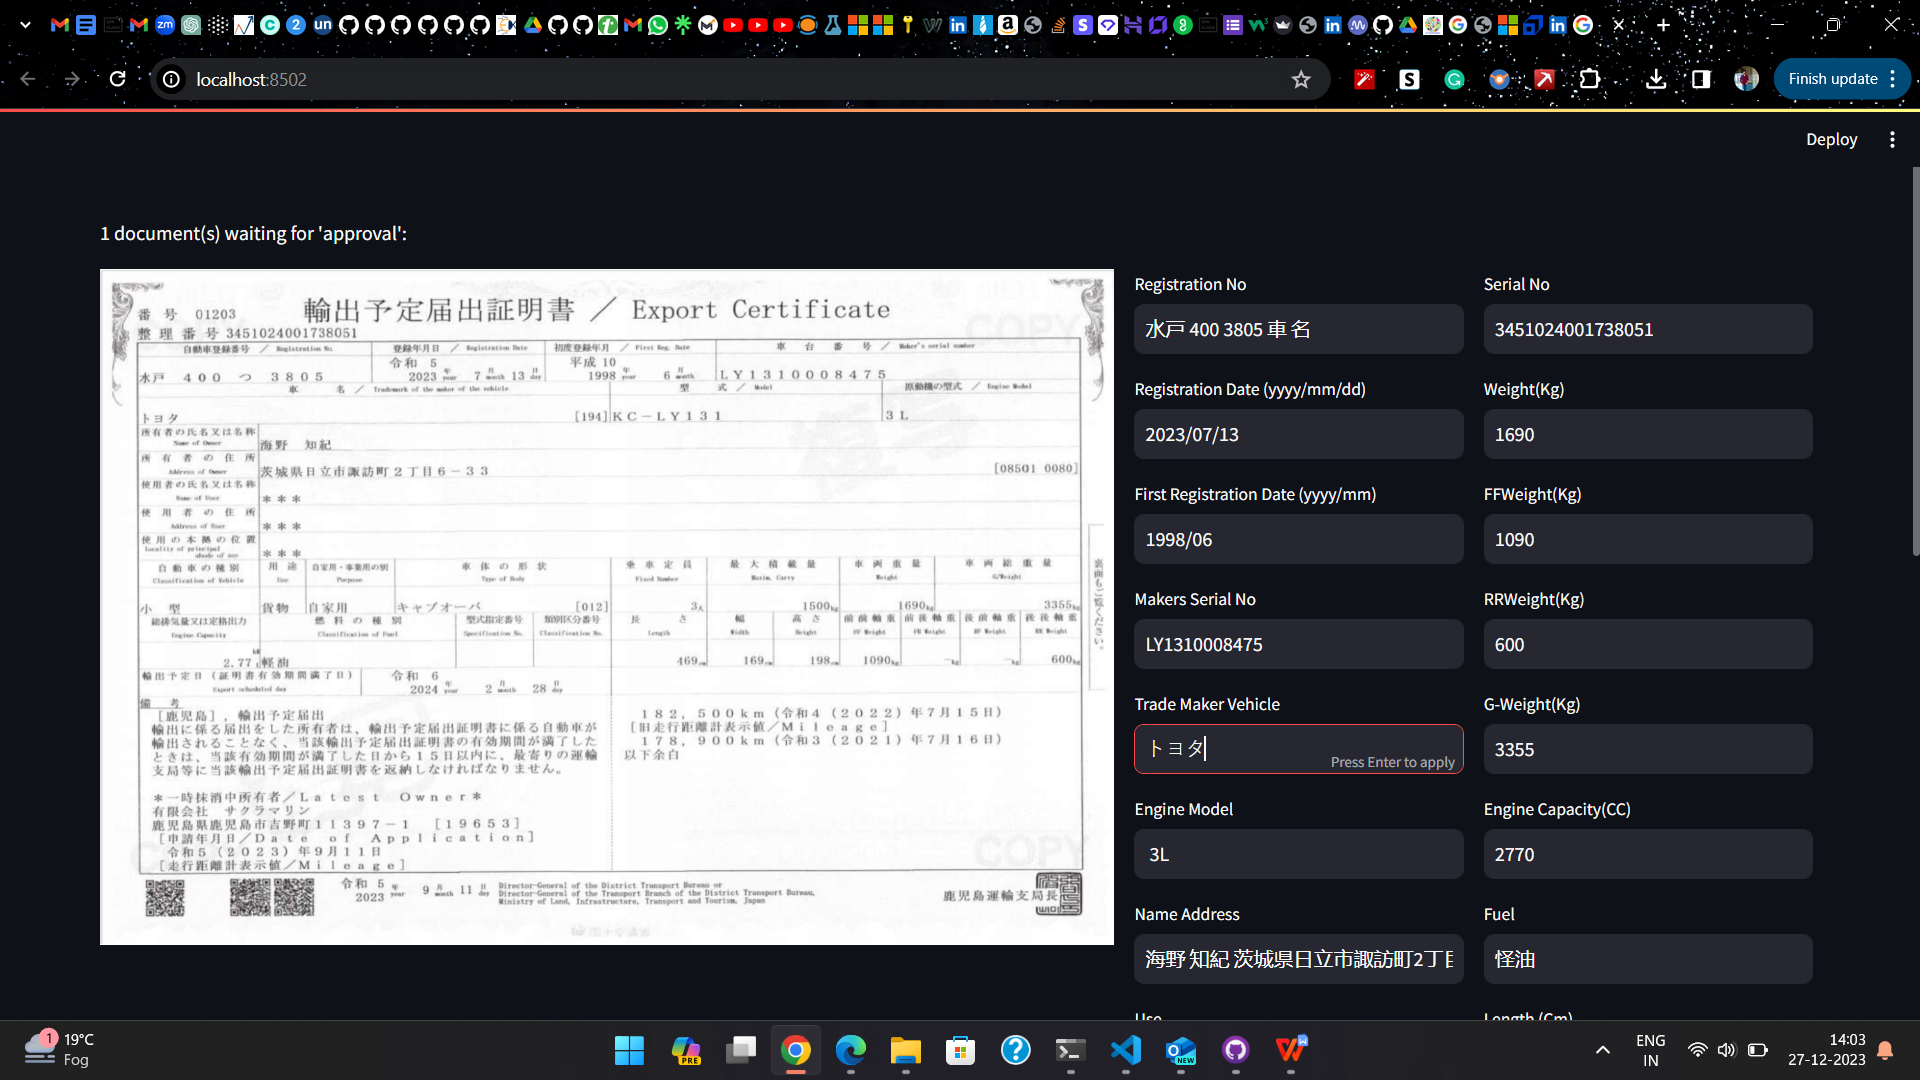 localhost:8502
Finish update
Deploy
1 document(s) waiting for 'approval':
番 号 01203
輸出予定届出証明書 / Export Certificate
整 理 番 号 3451024001738051
自動車登録番号 / Registration No.
登録年月日 / Registration Date
初度登録年月 / First Reg. Date
車 台 番 号 / Maker's serial number
令和 5
平成 10
水戸 400 つ 3805
2023 年 year 7 月 month 13 日 day
1998 年 year 6 月 month
LY1310008475
車 名 / Trademark of the maker of the vehicle
型 式 / Model
原動機の型式 / Engine Model
トヨタ
[194]
KC-LY131
3L
所有者の氏名又は名称
Name of Owner
海野 知紀
所 有 者 の 住 所
Address of Owner
茨城県日立市諏訪町2丁目6-33
[08501 0080]
使用者の氏名又は名称
Name of User
***
使 用 者 の 住 所
Address of User
***
使 用 の 本 拠 の 位 置
Locality of principal abode of use
***
自 動 車 の 種 別
Classification of Vehicle
用 途
Use
自家用・事業用の別
Purpose
車 体 の 形 状
Type of Body
乗 車 定 員
Fixed Number
最 大 積 載 量
Maxim. Carry
車 両 重 量
Weight
車 両 総 重 量
G/Weight
小 型
貨物
自家用
キャブオーバ
[012]
3人
1500kg
1690kg
3355kg
総排気量又は定格出力
Engine Capacity
燃 料 の 種 別
Classification of Fuel
型式指定番号
Specification No.
類別区分番号
Classification No.
長 さ
Length
幅
Width
高 さ
Height
前前軸重
FF Weight
前後軸重
FR Weight
後前軸重
RF Weight
後後軸重
RR Weight
2.77
軽油
469cm
169cm
198cm
1090kg
-kg
-kg
600kg
輸出予定日(証明書有効期間満了日)
Export scheduled day
令和 6
2024 年 year 2 月 month 28 日 day
備 考
[鹿児島],輸出予定届出
輸出に係る届出をした所有者は、輸出予定届出証明書に係る自動車が
輸出されることなく、当該輸出予定届出証明書の有効期間が満了した
ときは、当該有効期間が満了した日から15日以内に、最寄りの運輸
支局等に当該輸出予定届出証明書を返納しなければなりません。
*一時抹消中所有者/Latest Owner*
有限会社 サクラマリン
鹿児島県鹿児島市吉野町11397-1 [19653]
[申請年月日/Date of Application]
令和5(2023)年9月11日
[走行距離計表示値/Mileage]
182,500km(令和4(2022)年7月15日)
[旧走行距離計表示値/Mileage]
178,900km(令和3(2021)年7月16日)
以下余白
裏面もご覧ください。
COPY
COPY
令和 5
2023 年 year 9 月 month 11 日 day
Director-General of the District Transport Bureau or
Director-General of the Transport Branch of the District Transport Bureau,
Ministry of Land, Infrastructure, Transport and Tourism, Japan
鹿児島運輸支局長
Registration No
水戸 400 3805 車 名
Serial No
3451024001738051
Registration Date (yyyy/mm/dd)
2023/07/13
Weight(Kg)
1690
First Registration Date (yyyy/mm)
1998/06
FFWeight(Kg)
1090
Makers Serial No
LY1310008475
RRWeight(Kg)
600
Trade Maker Vehicle
トヨタ
Press Enter to apply
G-Weight(Kg)
3355
Engine Model
3L
Engine Capacity(CC)
2770
Name Address
海野 知紀 茨城県日立市諏訪町2丁目
Fuel
怪油
Use
Length (Cm)
1
19°C
Fog
ENG
IN
14:03
27-12-2023